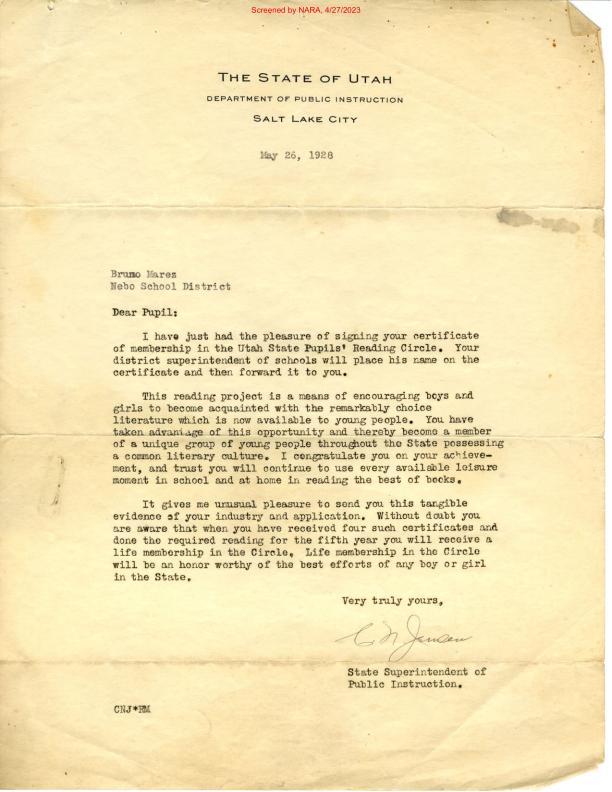 Screened by NARA, 4/27/2023
THE STATE OF UTAH
DEPARTMENT OF PUBLIC INSTRUCTION
SALT LAKE CITY
May 26, 1928
Bruno Marez
Nebo School District
Dear Pupil:
I have just had the pleasure of signing your certificate
of membership in the Utah State Pupils' Reading Circle. Your
district superintendent of schools will place his name on the
certificate and then forward it to you.
This reading project is a means of encouraging boys and
girls to become acquainted with the remarkably choice
literature which is now available to young people. You have
taken advantage of this opportunity and thereby become a member
of a unique group of young people throughout the State possessing
a common literary culture. I congratulate you on your achieve-
ment, and trust you will continue to use every available leisure
moment in school and at home in reading the best of books.
It gives me unusual pleasure to send you this tangible
evidence of your industry and application. Without doubt you
are aware that when you have received four such certificates and
done the required reading for the fifth year you will receive a
life membership in the Circle. Life membership in the Circle
will be an honor worthy of the best efforts of any boy or girl
in the State.
Very truly yours,
C N Jensen
State Superintendent of
Public Instruction.
CNJ*RM